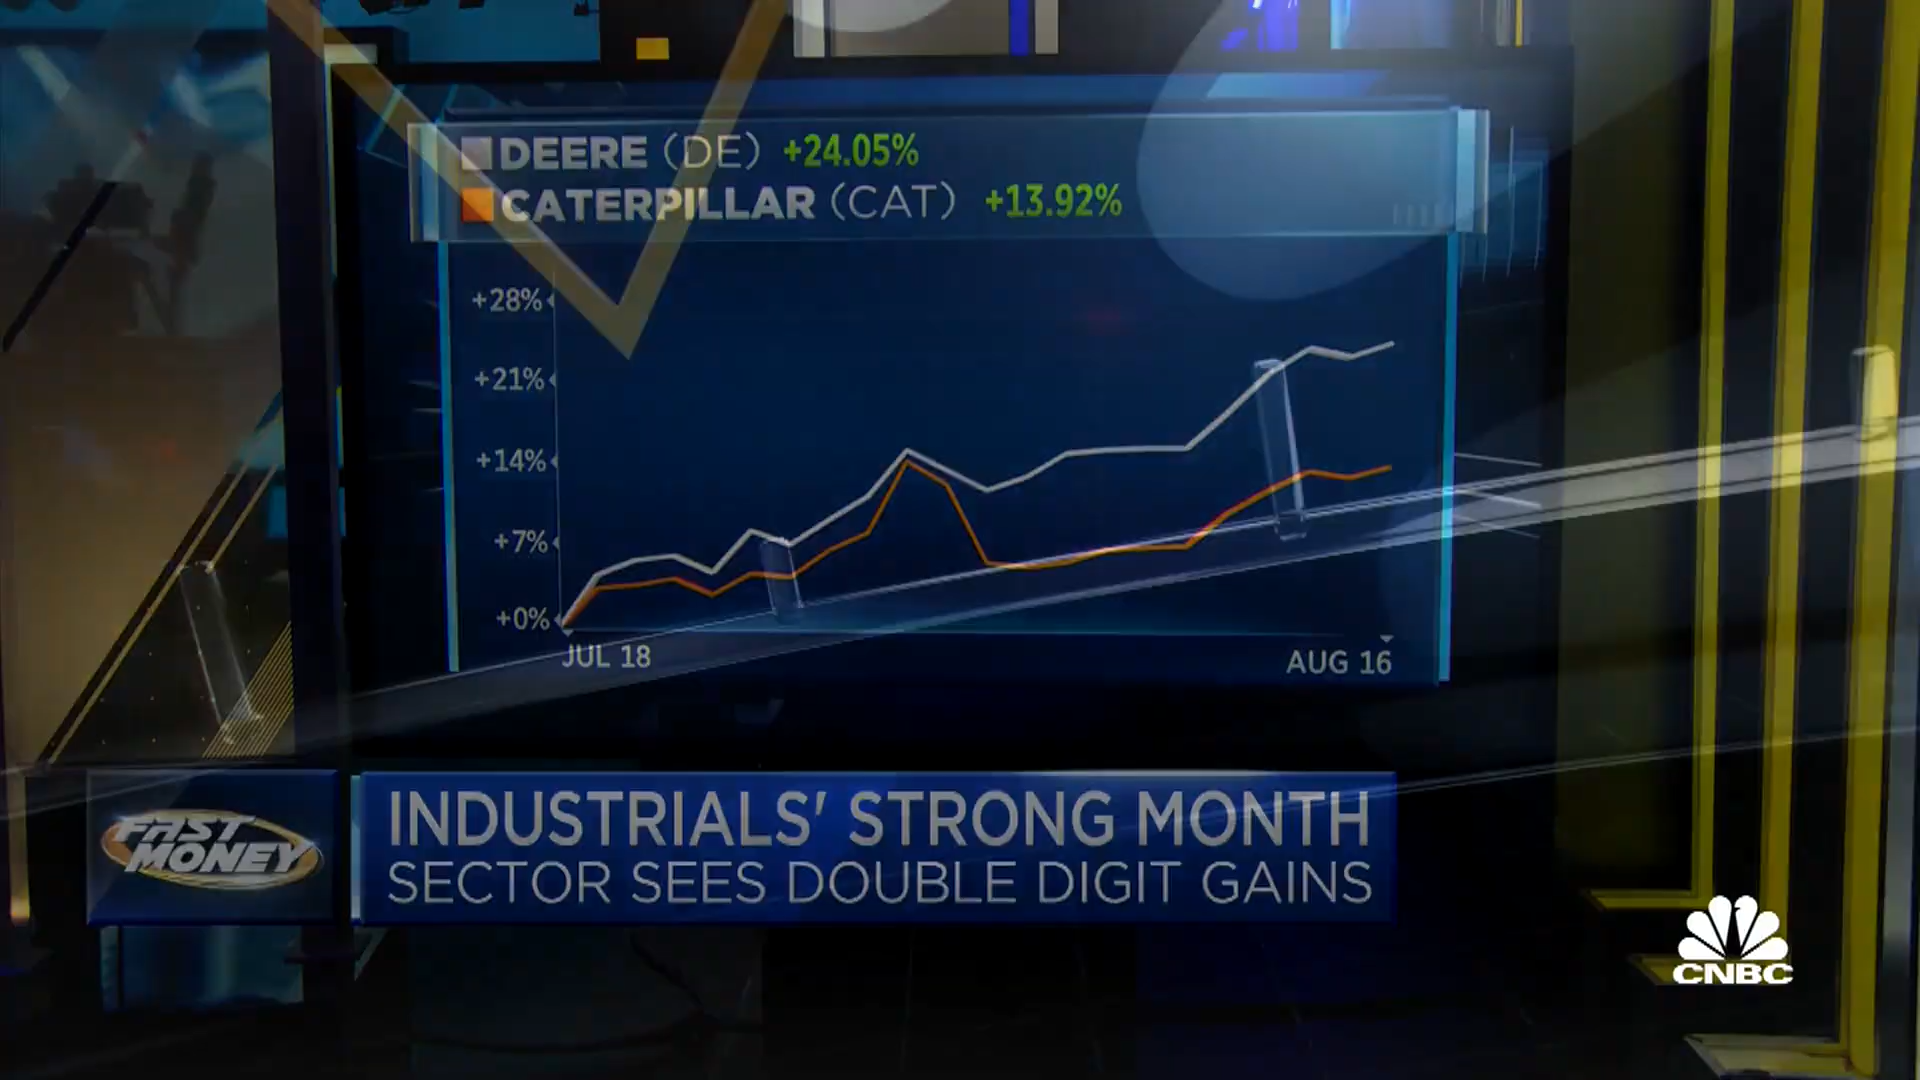 DEERE (DE) +24.05%
CATERPILLAR (CAT) +13.92%
+28%
+21%
+14%
+7%
+0%
JUL 18
AUG 16
FAST
MONEY
INDUSTRIALS' STRONG MONTH
SECTOR SEES DOUBLE DIGIT GAINS
CNBC